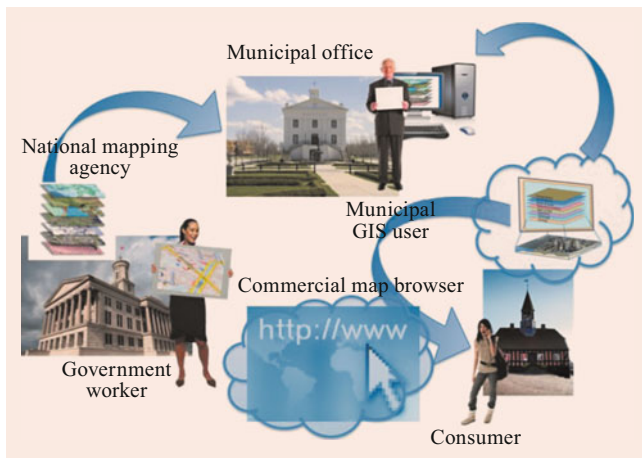 Municipal office
National mapping
agency
Municipal
GIS user
Commercial map browser
http://www
Government
worker
Consumer